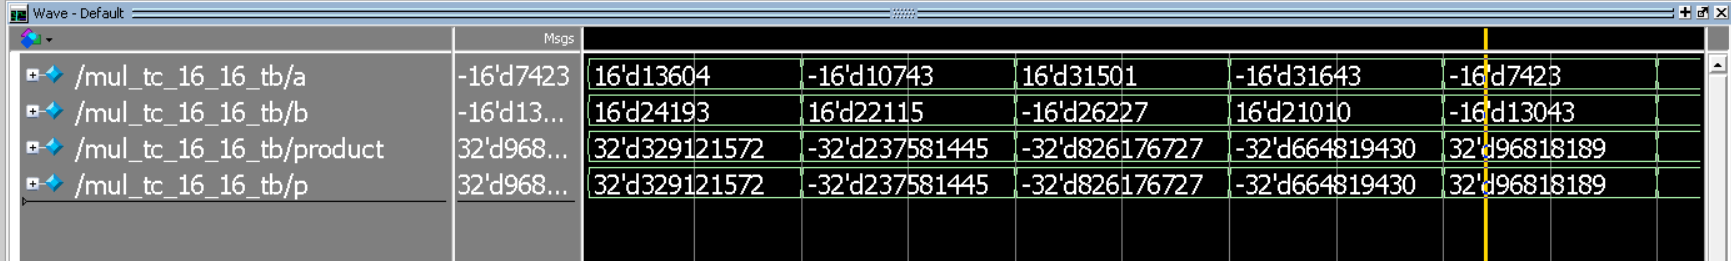 Wave - Default
Msgs
/mul_tc_16_16_tb/a -16'd7423 16'd13604 -16'd10743 16'd31501 -16'd31643 -16'd7423
/mul_tc_16_16_tb/b -16'd13... 16'd24193 16'd22115 -16'd26227 16'd21010 -16'd13043
/mul_tc_16_16_tb/product 32'd968... 32'd329121572 -32'd237581445 -32'd826176727 -32'd664819430 32'd96818189
/mul_tc_16_16_tb/p 32'd968... 32'd329121572 -32'd237581445 -32'd826176727 -32'd664819430 32'd96818189